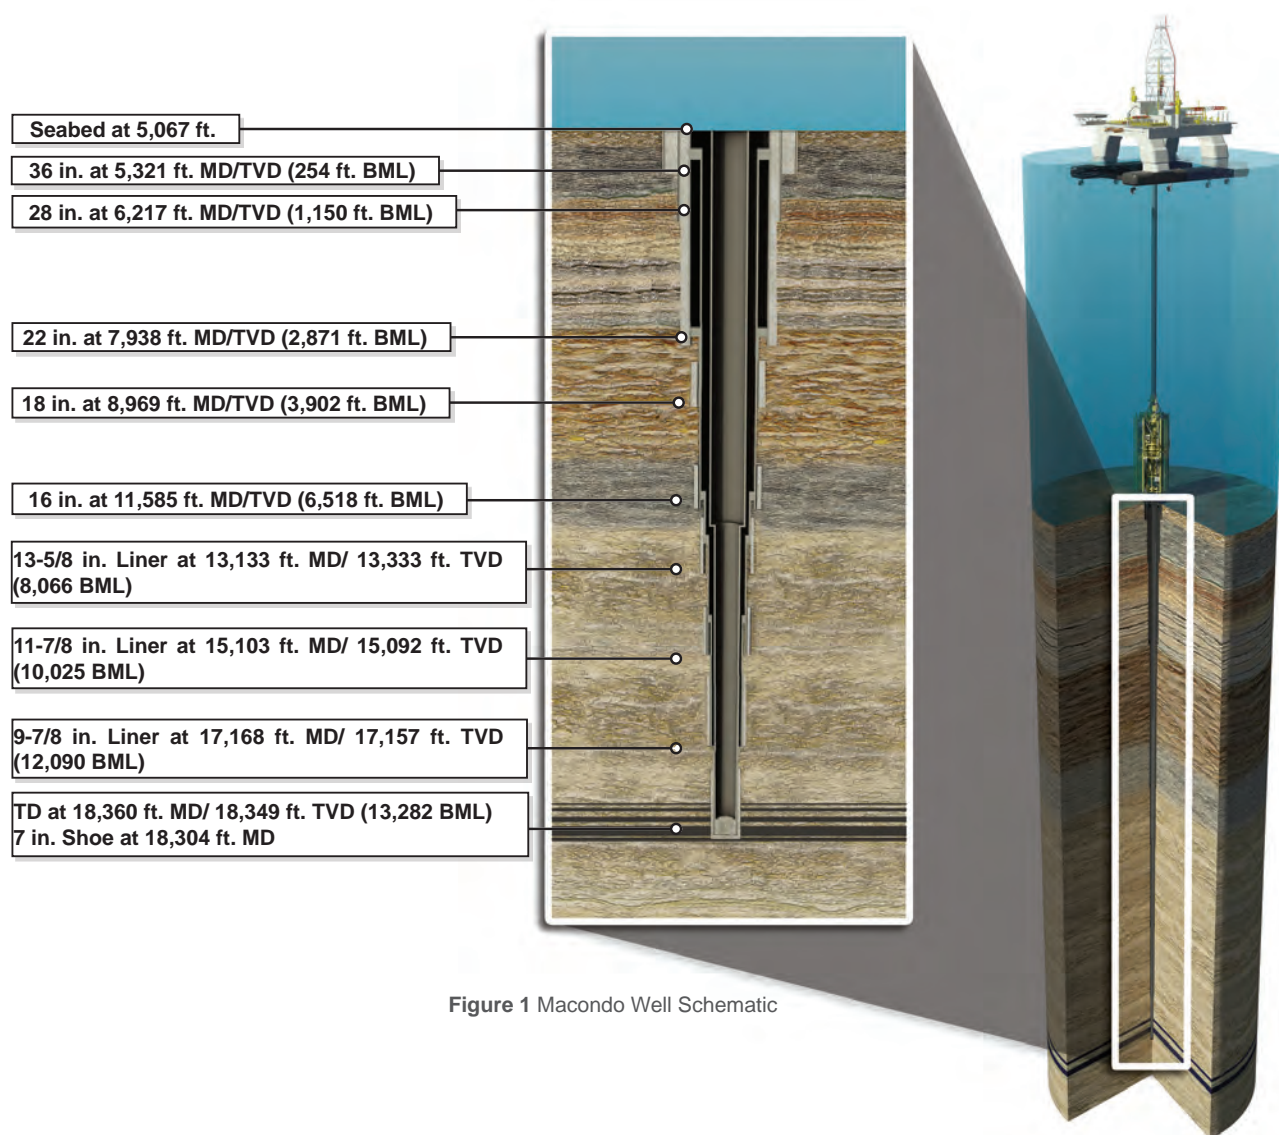 Seabed at 5,067 ft.
36 in. at 5,321 ft. MD/TVD (254 ft. BML)
28 in. at 6,217 ft. MD/TVD (1,150 ft. BML)
22 in. at 7,938 ft. MD/TVD (2,871 ft. BML)
18 in. at 8,969 ft. MD/TVD (3,902 ft. BML)
16 in. at 11,585 ft. MD/TVD (6,518 ft. BML)
13-5/8 in. Liner at 13,133 ft. MD/ 13,333 ft. TVD
(8,066 BML)
11-7/8 in. Liner at 15,103 ft. MD/ 15,092 ft. TVD
(10,025 BML)
9-7/8 in. Liner at 17,168 ft. MD/ 17,157 ft. TVD
(12,090 BML)
TD at 18,360 ft. MD/ 18,349 ft. TVD (13,282 BML)
7 in. Shoe at 18,304 ft. MD
Figure 1 Macondo Well Schematic